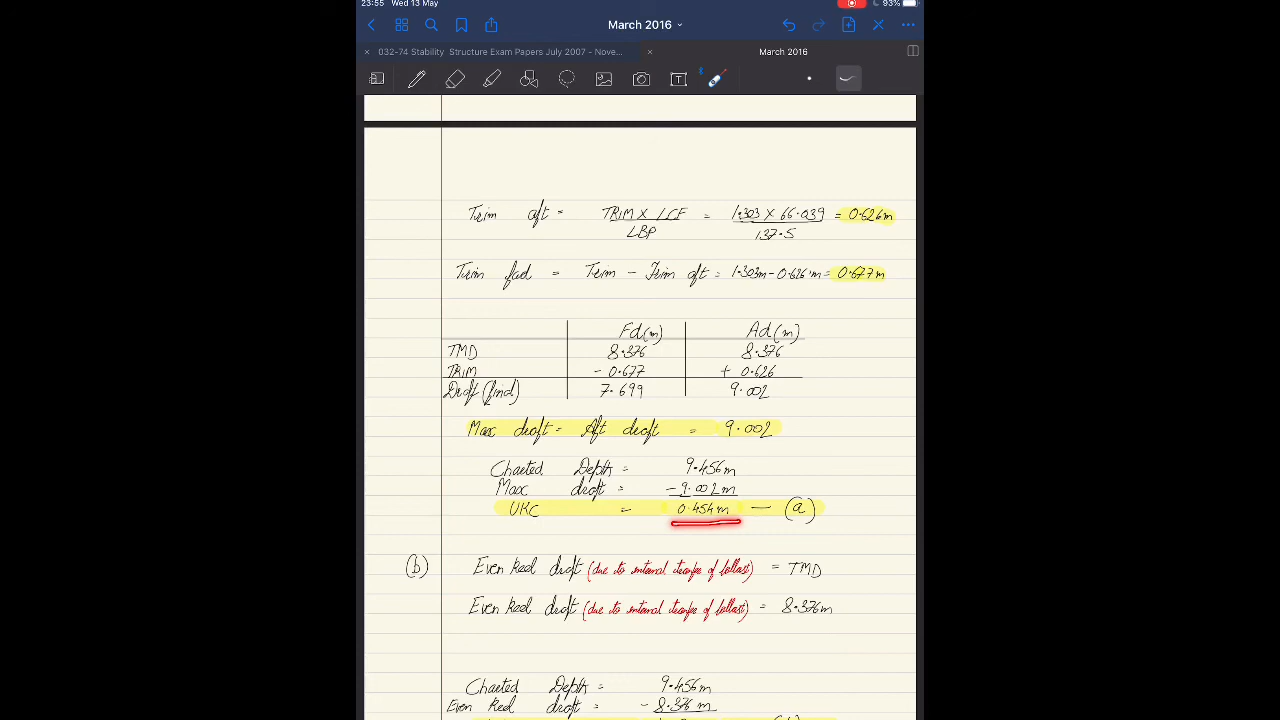 23:55 Wed 13 May
93%
March 2016
032-74 Stability Structure Exam Papers July 2007 - Nove...
March 2016
Trim aft = TRIM X LCF = 1.303 x 66.039 = 0.626m
LBP 137.5
Trim fwd = Trim - Trim aft = 1.303m - 0.626m = 0.677m
Fd(m) Ad(m)
TMD 8.376 8.376
TRIM - 0.677 + 0.626
Draft (final) 7.699 9.002
Max draft = Aft draft = 9.002
Charted Depth = 9.456m
Max draft = - 9.002m
UKC = 0.454m — (a)
(b) Even Keel draft (due to internal transfer of ballast) = TMD
Even Keel draft (due to internal transfer of ballast) = 8.376m
Charted Depth = 9.456m
Even Keel draft = - 8.376m